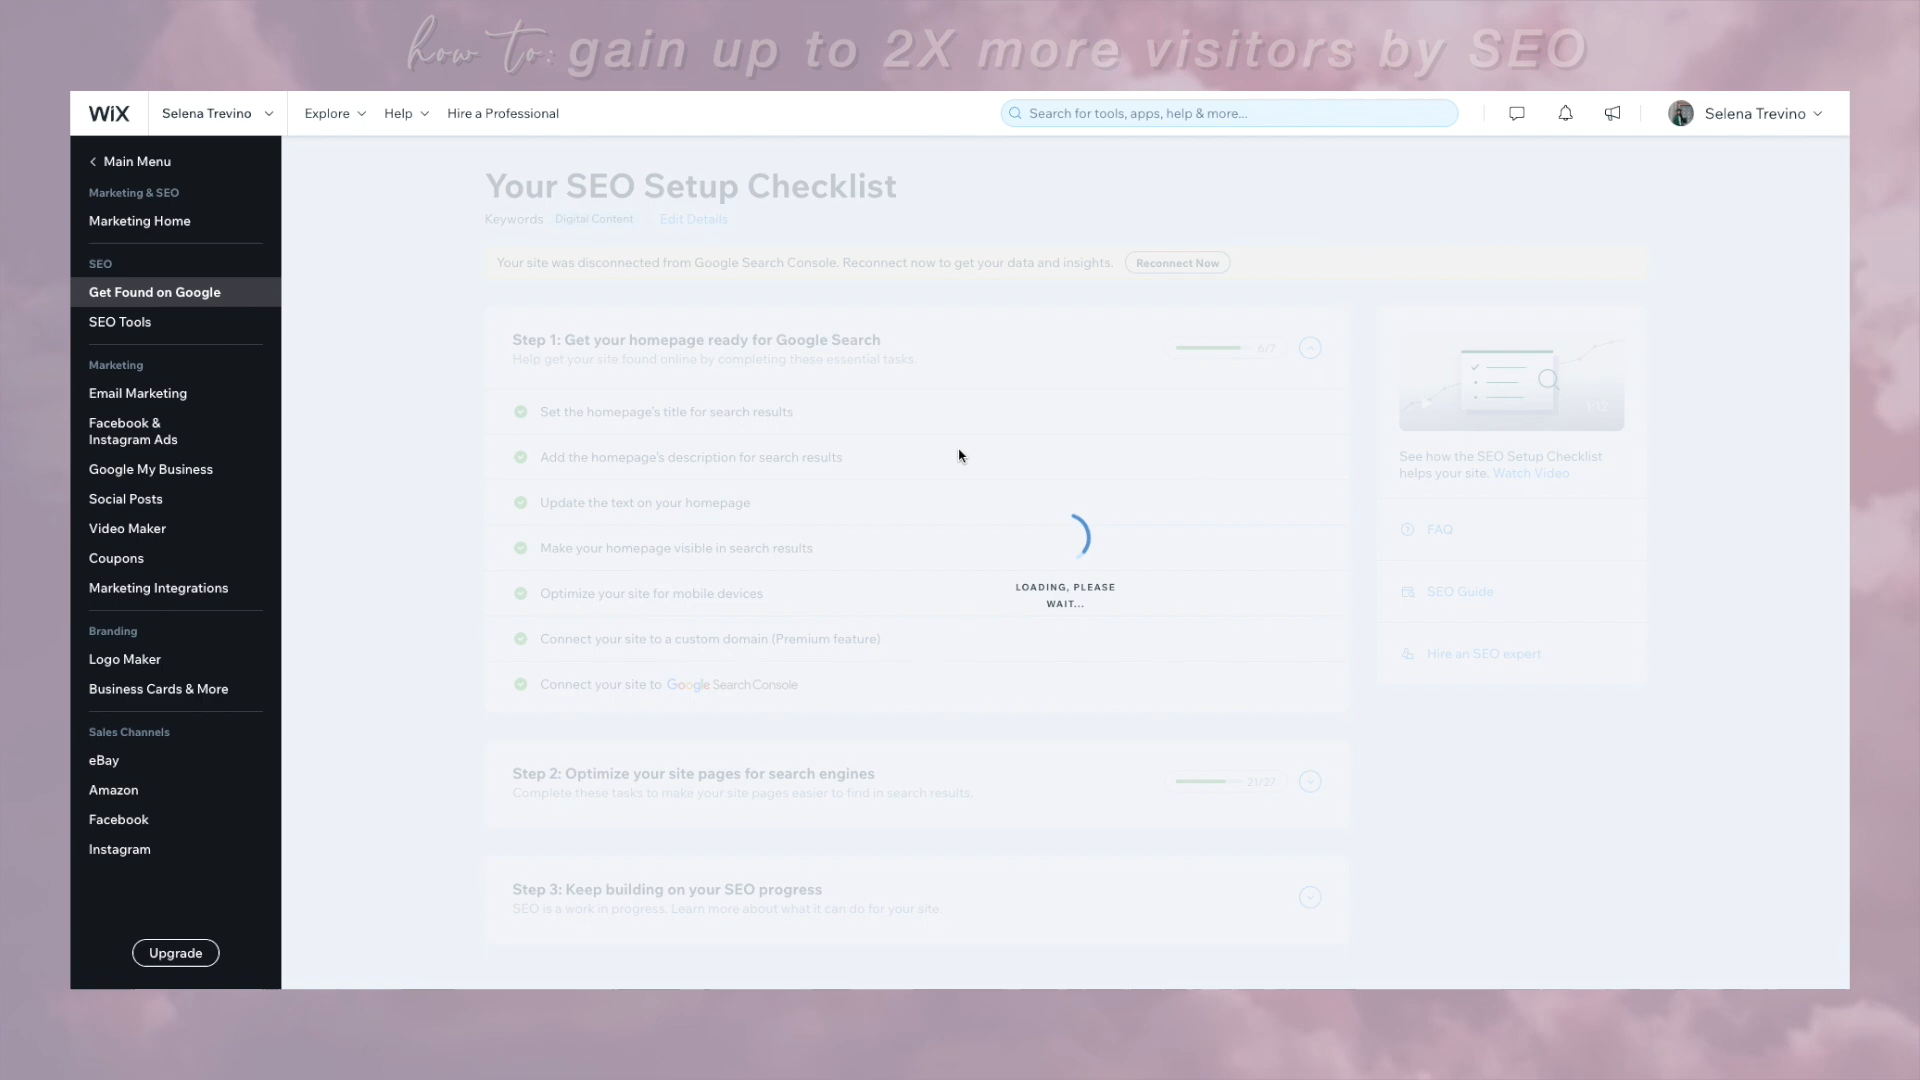 how to: gain up to 2X more visitors by SEO
WiX
Selena Trevino
Explore
Help
Hire a Professional
Search for tools, apps, help & more...
Selena Trevino
Main Menu
Marketing & SEO
Marketing Home
SEO
Get Found on Google
SEO Tools
Marketing
Email Marketing
Facebook &
Instagram Ads
Google My Business
Social Posts
Video Maker
Coupons
Marketing Integrations
Branding
Logo Maker
Business Cards & More
Sales Channels
eBay
Amazon
Facebook
Instagram
Upgrade
Your SEO Setup Checklist
Keywords Digital Content Edit Details
Your site was disconnected from Google Search Console. Reconnect now to get your data and insights. Reconnect Now
Step 1: Get your homepage ready for Google Search
Help get your site found online by completing these essential tasks.
6/7
Set the homepage's title for search results
Add the homepage's description for search results
Update the text on your homepage
Make your homepage visible in search results
Optimize your site for mobile devices
Connect your site to a custom domain (Premium feature)
Connect your site to Google Search Console
LOADING, PLEASE
WAIT...
Step 2: Optimize your site pages for search engines
Complete these tasks to make your site pages easier to find in search results.
21/27
Step 3: Keep building on your SEO progress
SEO is a work in progress. Learn more about what it can do for your site.
1:12
See how the SEO Setup Checklist
helps your site. Watch Video
FAQ
SEO Guide
Hire an SEO expert